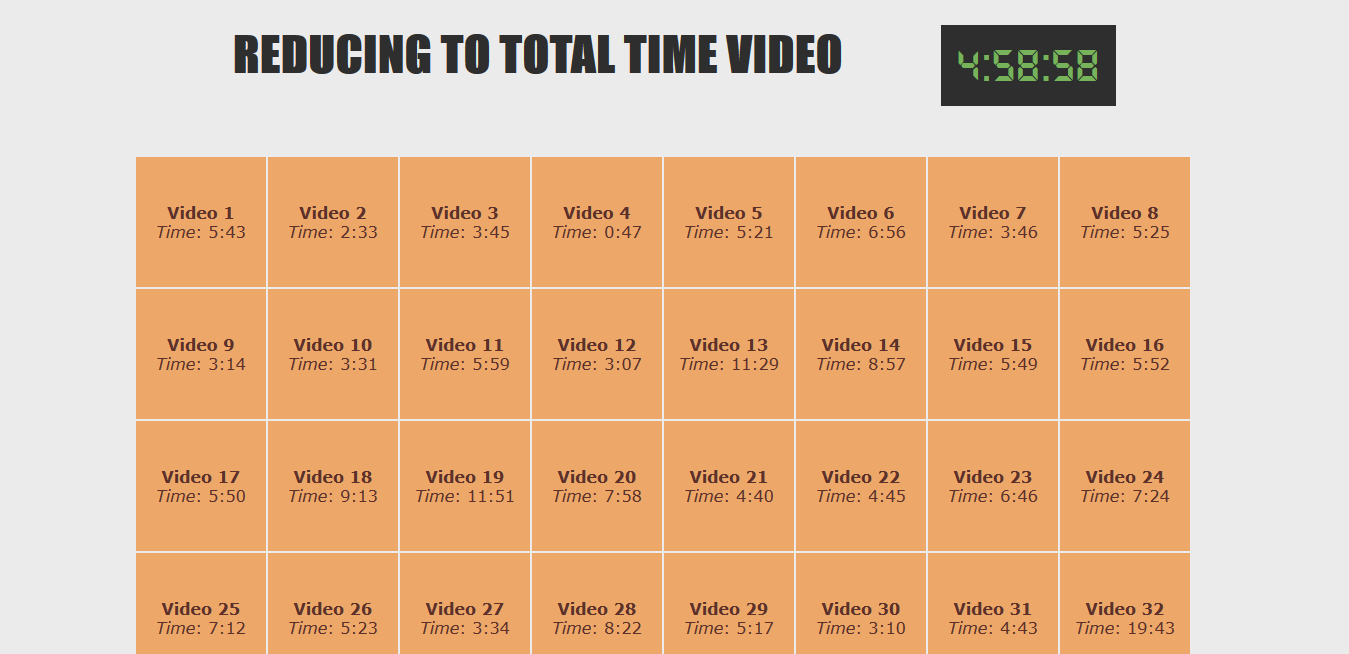 REDUCING TO TOTAL TIME VIDEO
4:58:58
Video 1
Time: 5:43
Video 2
Time: 2:33
Video 3
Time: 3:45
Video 4
Time: 0:47
Video 5
Time: 5:21
Video 6
Time: 6:56
Video 7
Time: 3:46
Video 8
Time: 5:25
Video 9
Time: 3:14
Video 10
Time: 3:31
Video 11
Time: 5:59
Video 12
Time: 3:07
Video 13
Time: 11:29
Video 14
Time: 8:57
Video 15
Time: 5:49
Video 16
Time: 5:52
Video 17
Time: 5:50
Video 18
Time: 9:13
Video 19
Time: 11:51
Video 20
Time: 7:58
Video 21
Time: 4:40
Video 22
Time: 4:45
Video 23
Time: 6:46
Video 24
Time: 7:24
Video 25
Time: 7:12
Video 26
Time: 5:23
Video 27
Time: 3:34
Video 28
Time: 8:22
Video 29
Time: 5:17
Video 30
Time: 3:10
Video 31
Time: 4:43
Video 32
Time: 19:43